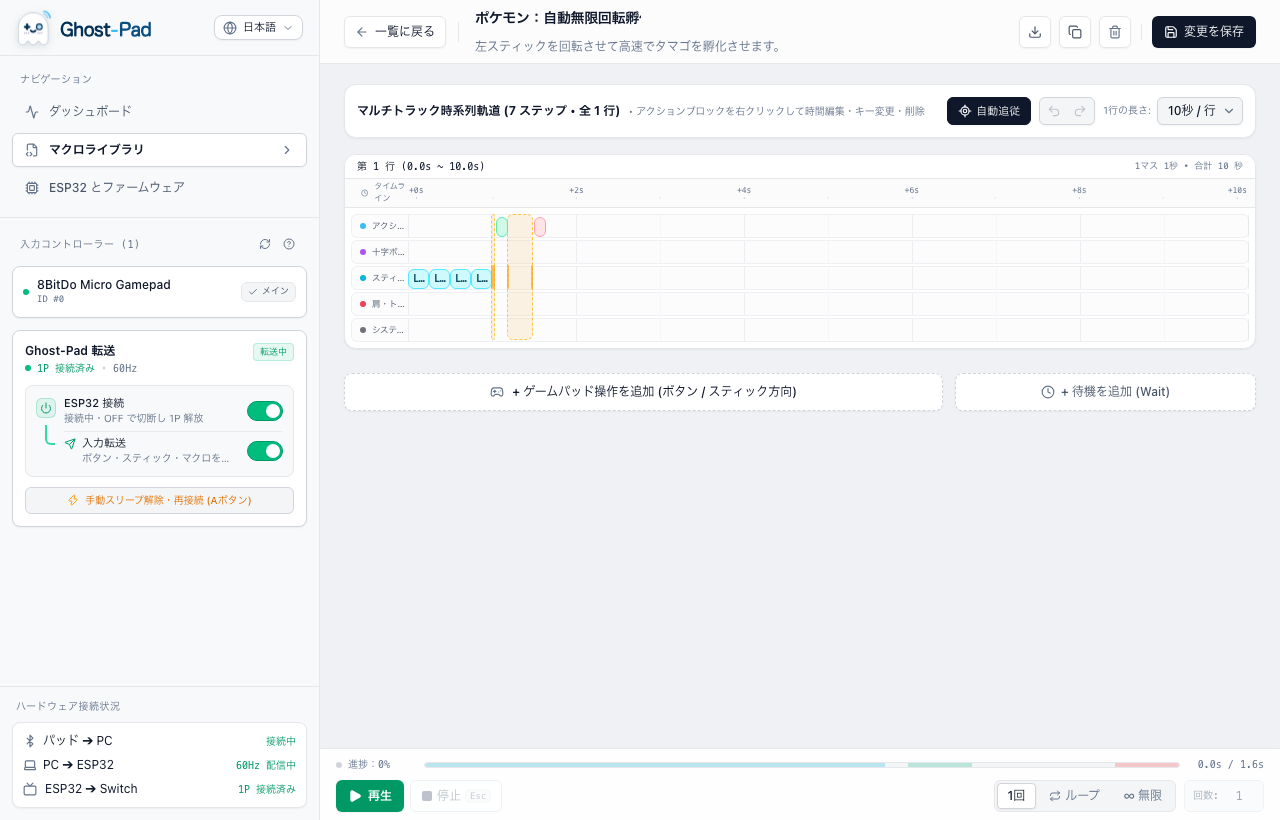 Ghost-Pad
日本語
ナビゲーション
ダッシュボード
マクロライブラリ
ESP32 とファームウェア
入力コントローラー (1)
8BitDo Micro Gamepad
ID #0
メイン
Ghost-Pad 転送
転送中
1P 接続済み • 60Hz
ESP32 接続
接続中・OFF で切断し 1P 解放
入力転送
ボタン・スティック・マクロを...
手動スリープ解除・再接続 (Aボタン)
ハードウェア接続状況
パッド ➔ PC
接続中
PC ➔ ESP32
60Hz 配信中
ESP32 ➔ Switch
1P 接続済み
一覧に戻る
ポケモン：自動無限回転孵
左スティックを回転させて高速でタマゴを孵化させます。
変更を保存
マルチトラック時系列軌道 (7 ステップ • 全 1 行)
• アクションブロックを右クリックして時間編集・キー変更・削除
自動追従
1行の長さ:
10秒 / 行
第 1 行 (0.0s ~ 10.0s)
1マス 1秒 • 合計 10 秒
タイムライン
+0s
+2s
+4s
+6s
+8s
+10s
アクシ...
十字ボ...
スティ...
L...
L...
L...
L...
肩・ト...
システ...
+ ゲームパッド操作を追加 (ボタン / スティック方向)
+ 待機を追加 (Wait)
進捗：0%
0.0s / 1.6s
再生
停止
Esc
1回
ループ
∞ 無限
回数:
1